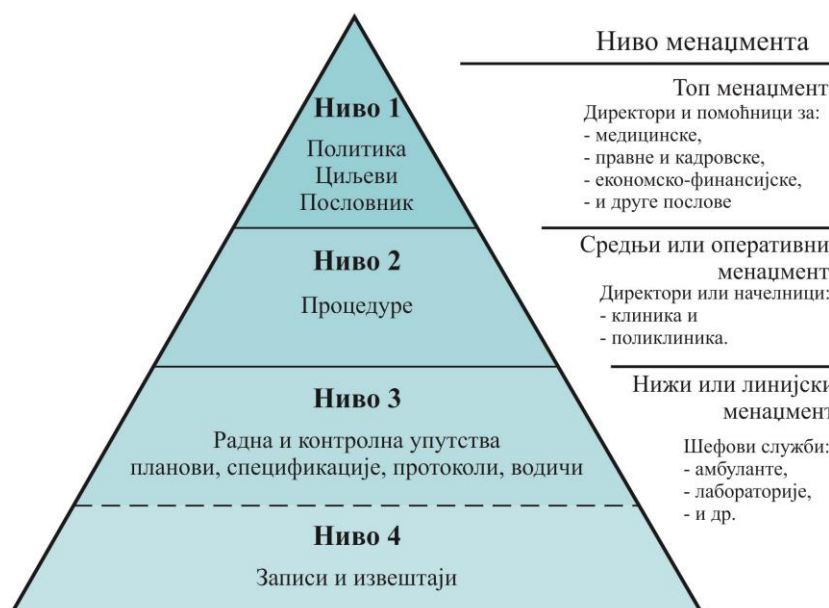 Ниво менаџмента
Ниво 1
Политика
Циљеви
Пословник
Топ менаџмент
Директори и помоћници за:
- медицинске,
- правне и кадровске,
- економско-финансијске,
- и друге послове
Ниво 2
Процедуре
Средњи или оперативни
менаџмент
Директори или начелници:
- клиника и
- поликлиника.
Ниво 3
Радна и контролна упутства
планови, спецификације, протоколи, водичи
Нижи или линијски
менаџмент
Шефови служби:
- амбуланте,
- лабораторије,
- и др.
Ниво 4
Записи и извештаји